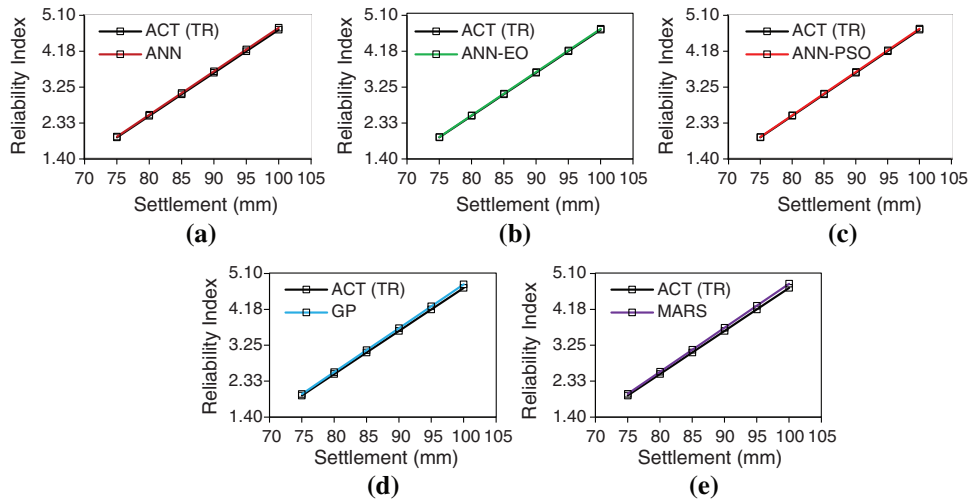 5.10
4.18
3.25
2.33
1.40
Reliability Index
ACT (TR)
ANN
70 75 80 85 90 95 100 105
Settlement (mm)
(a)
5.10
4.18
3.25
2.33
1.40
Reliability Index
ACT (TR)
ANN-EO
70 75 80 85 90 95 100 105
Settlement (mm)
(b)
5.10
4.18
3.25
2.33
1.40
Reliability Index
ACT (TR)
ANN-PSO
70 75 80 85 90 95 100 105
Settlement (mm)
(c)
5.10
4.18
3.25
2.33
1.40
Reliability Index
ACT (TR)
GP
70 75 80 85 90 95 100 105
Settlement (mm)
(d)
5.10
4.18
3.25
2.33
1.40
Reliability Index
ACT (TR)
MARS
70 75 80 85 90 95 100 105
Settlement (mm)
(e)